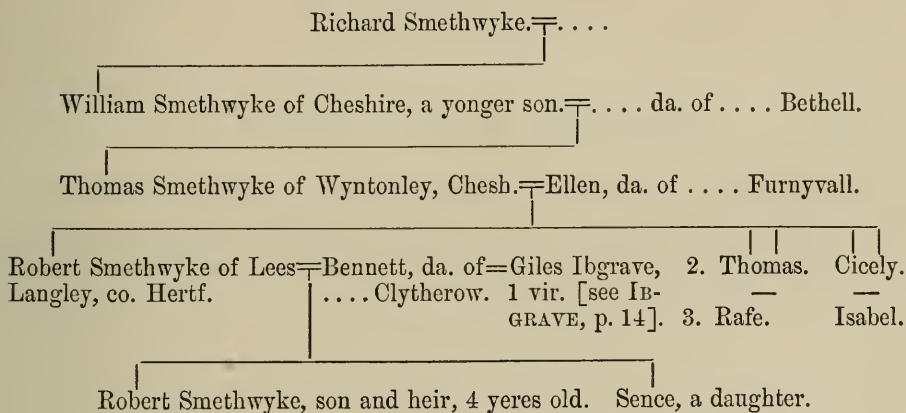 Richard Smethwyke.=. . . .
William Smethwyke of Cheshire, a yonger son.=. . . . da. of . . . . Bethell.
Thomas Smethwyke of Wyntonley, Chesh.=Ellen, da. of . . . . Furnyvall.
Robert Smethwyke of Lees=Bennett, da. of=Giles Ibgrave, 2. Thomas. Cicely.
Langley, co. Hertf. . . . . Clytherow. 1 vir. [see IB- — —
GRAVE, p. 14]. 3. Rafe. Isabel.
Robert Smethwyke, son and heir, 4 yeres old. Sence, a daughter.